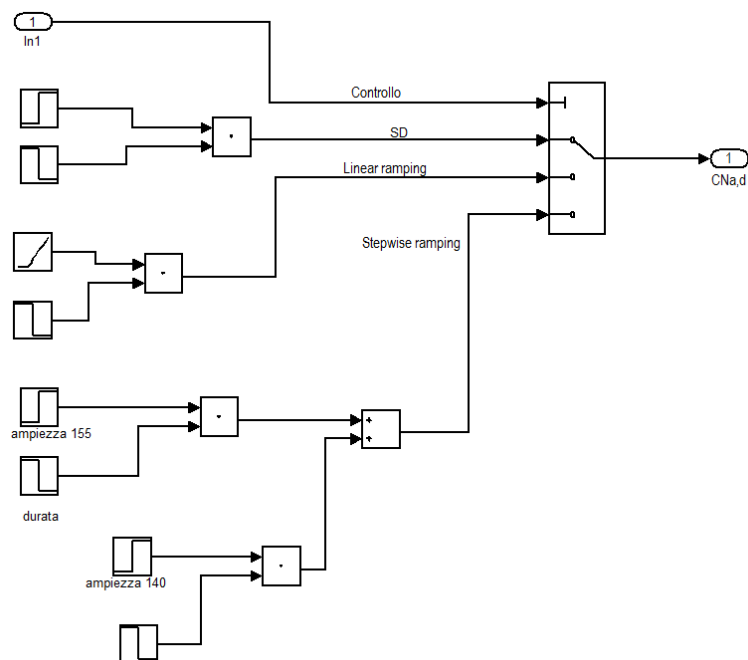 1
In1
Controllo
SD
Linear ramping
1
CNa,d
Stepwise ramping
+
+
ampiezza 155
durata
ampiezza 140